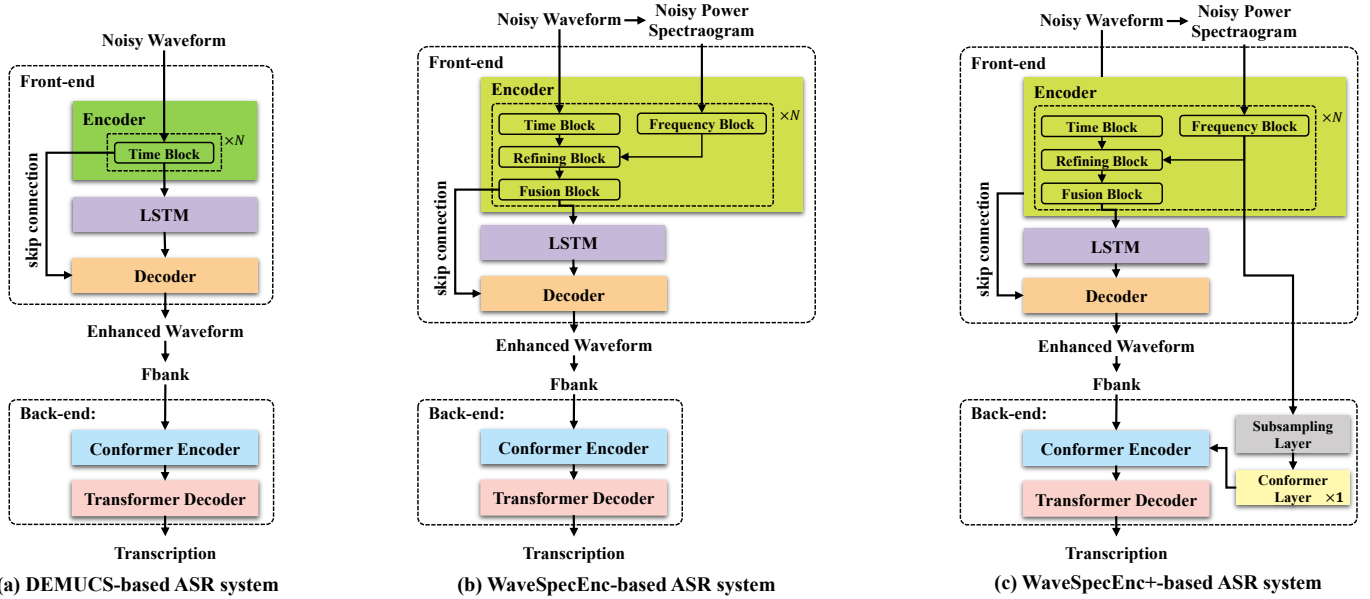 Noisy Waveform
Front-end
Encoder
×N
Time Block
skip connection
LSTM
Decoder
Enhanced Waveform
Fbank
Back-end:
Conformer Encoder
Transformer Decoder
Transcription
(a) DEMUCS-based ASR system
Noisy Waveform
Noisy Power
Spectraogram
Front-end
Encoder
×N
Time Block
Frequency Block
Refining Block
Fusion Block
skip connection
LSTM
Decoder
Enhanced Waveform
Fbank
Back-end:
Conformer Encoder
Transformer Decoder
Transcription
(b) WaveSpecEnc-based ASR system
Noisy Waveform
Noisy Power
Spectraogram
Front-end
Encoder
×N
Time Block
Frequency Block
Refining Block
Fusion Block
skip connection
LSTM
Decoder
Enhanced Waveform
Fbank
Back-end:
Subsampling
Layer
Conformer Encoder
Conformer
Layer ×1
Transformer Decoder
Transcription
(c) WaveSpecEnc+-based ASR system